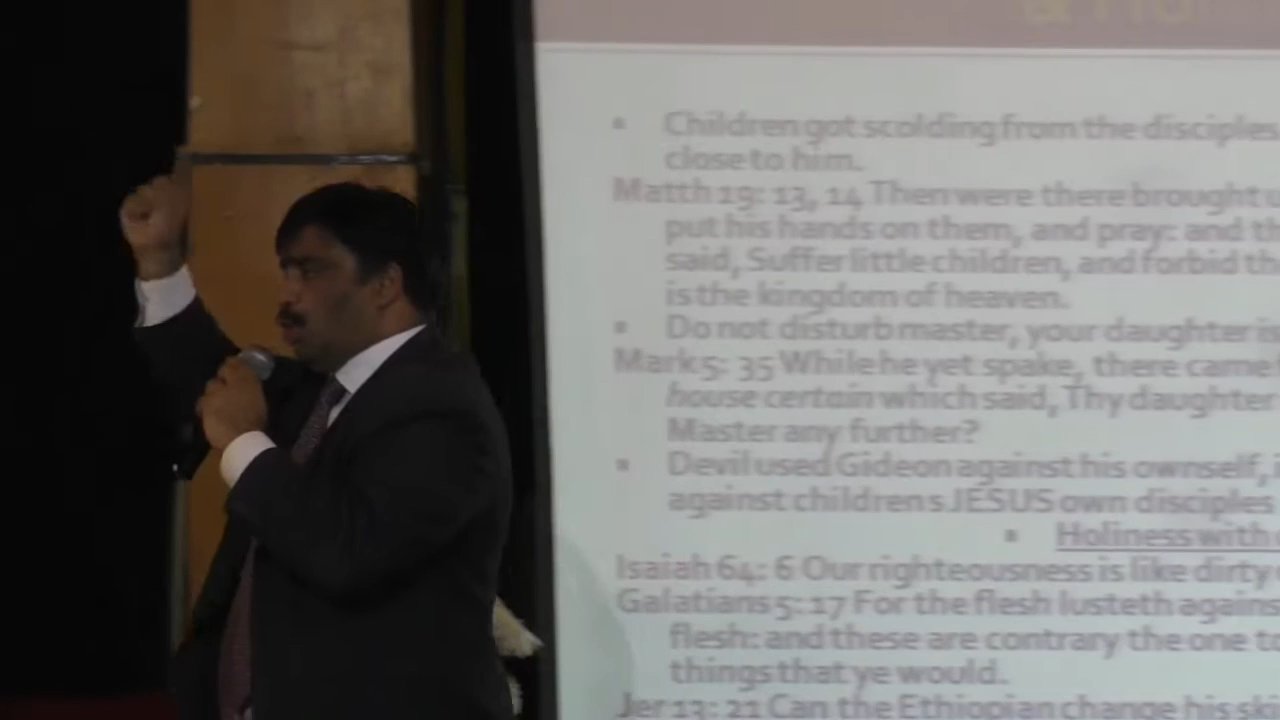 Children got scolding from the disciples
close to him.
Matth 19: 13, 14 Then were there brought u
put his hands on them, and pray: and th
said, Suffer little children, and forbid th
is the kingdom of heaven.
Do not disturb master, your daughter is
Mark 5: 35 While he yet spake, there came
house certain which said, Thy daughter
Master any further?
Devil used Gideon against his ownself, i
against childrens JESUS own disciples
Holiness with
Isaiah 64: 6 Our righteousness is like dirty
Galatians 5: 17 For the flesh lusteth agains
flesh: and these are contrary the one to
things that ye would.
Jer 13: 21 Can the Ethiopian change his ski